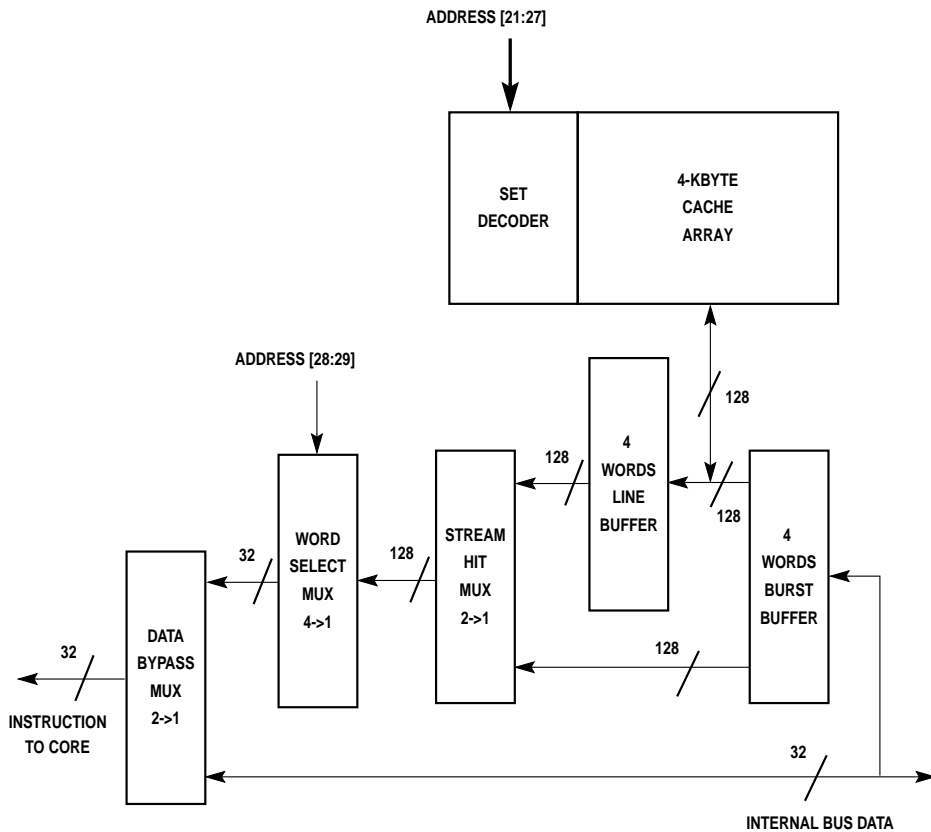 ADDRESS [21:27]
SET
DECODER
4-KBYTE
CACHE
ARRAY
128
ADDRESS [28:29]
4
WORDS
LINE
BUFFER
128
128
4
WORDS
BURST
BUFFER
STREAM
HIT
MUX
2->1
128
128
WORD
SELECT
MUX
4->1
32
DATA
BYPASS
MUX
2->1
32
INSTRUCTION
TO CORE
32
INTERNAL BUS DATA